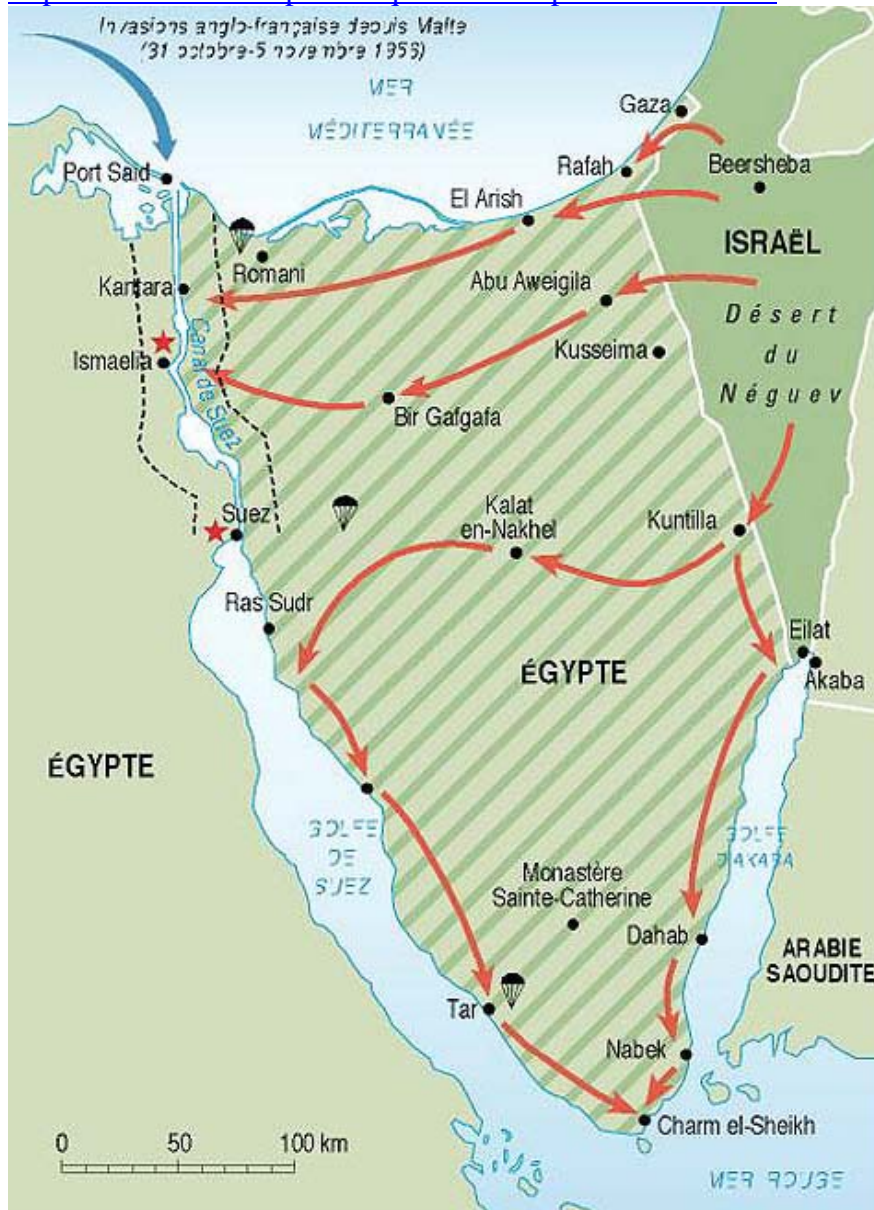 Invasions anglo-française depuis Malte
(31 octobre-5 novembre 1956)
MER
MÉDITERRANÉE
Gaza
Port Said
Rafah
Beersheba
El Arish
ISRAËL
Romani
Kantara
Abu Aweigila
Désert
du
Néguev
Ismaelia
Canal de Suez
Kusseima
Bir Gafgafa
Suez
Kalat
en-Nakhel
Kuntilla
Ras Sudr
Eilat
Akaba
ÉGYPTE
ÉGYPTE
GOLFE
DE
SUEZ
GOLFE
D'AKABA
Monastère
Sainte-Catherine
Dahab
ARABIE
SAOUDITE
Tar
Nabek
Charm el-Sheikh
0 50 100 km
MER ROUGE